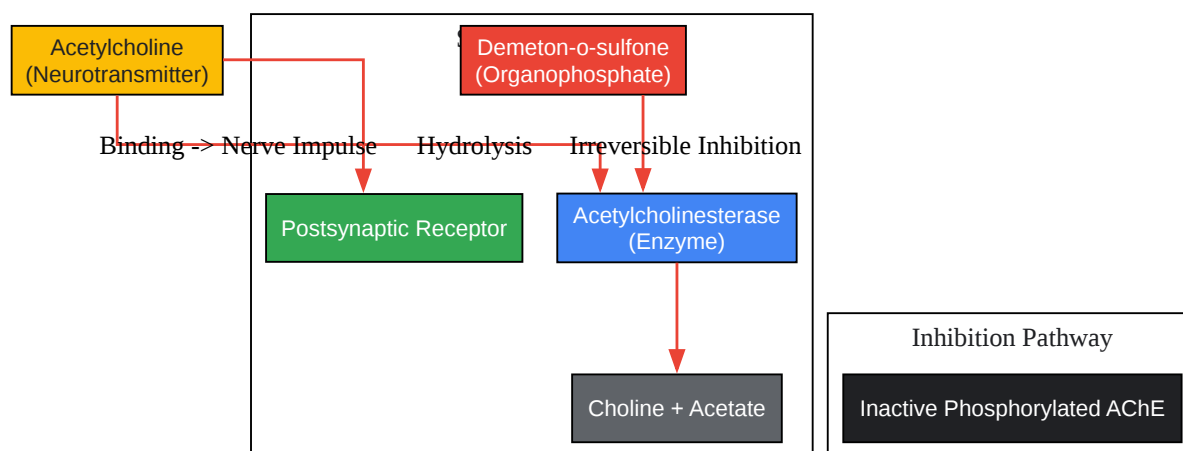 Acetylcholine
(Neurotransmitter)
Demeton-o-sulfone
(Organophosphate)
Binding -> Nerve Impulse
Hydrolysis
Irreversible Inhibition
Postsynaptic Receptor
Acetylcholinesterase
(Enzyme)
Inhibition Pathway
Choline + Acetate
Inactive Phosphorylated AChE